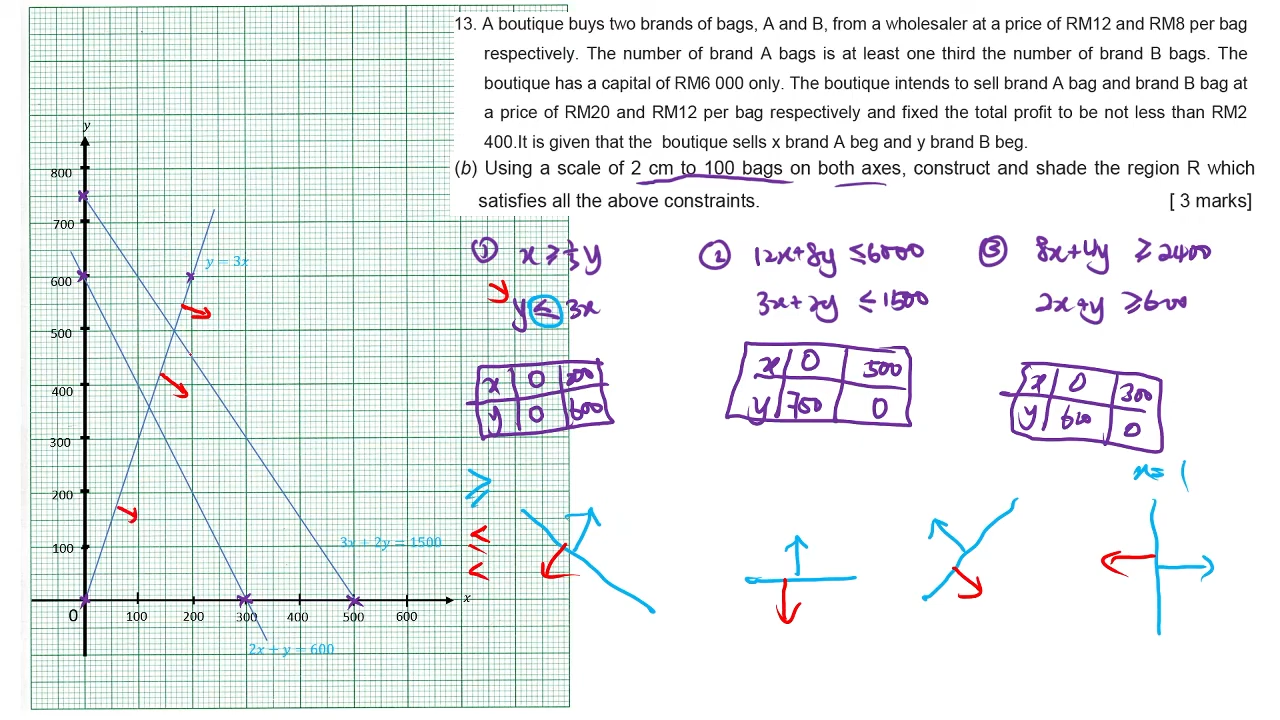 13. A boutique buys two brands of bags, A and B, from a wholesaler at a price of RM12 and RM8 per bag
respectively. The number of brand A bags is at least one third the number of brand B bags. The
boutique has a capital of RM6 000 only. The boutique intends to sell brand A bag and brand B bag at
a price of RM20 and RM12 per bag respectively and fixed the total profit to be not less than RM2
400.It is given that the boutique sells x brand A beg and y brand B beg.
(b) Using a scale of 2 cm to 100 bags on both axes, construct and shade the region R which
satisfies all the above constraints. [ 3 marks]
① x ≥ 1/3 y
y ≤ 3x
x 0 200
y 0 600
② 12x+8y ≤ 6000
3x+2y ≤ 1500
x 0 500
y 750 0
③ 8x+4y ≥ 2400
2x+y ≥ 600
x 0 300
y 600 0
≥
≤
<
x = 1
y
800
700
600
500
400
300
200
100
0 100 200 300 400 500 600 x
y = 3x
3x + 2y = 1500
2x + y = 600